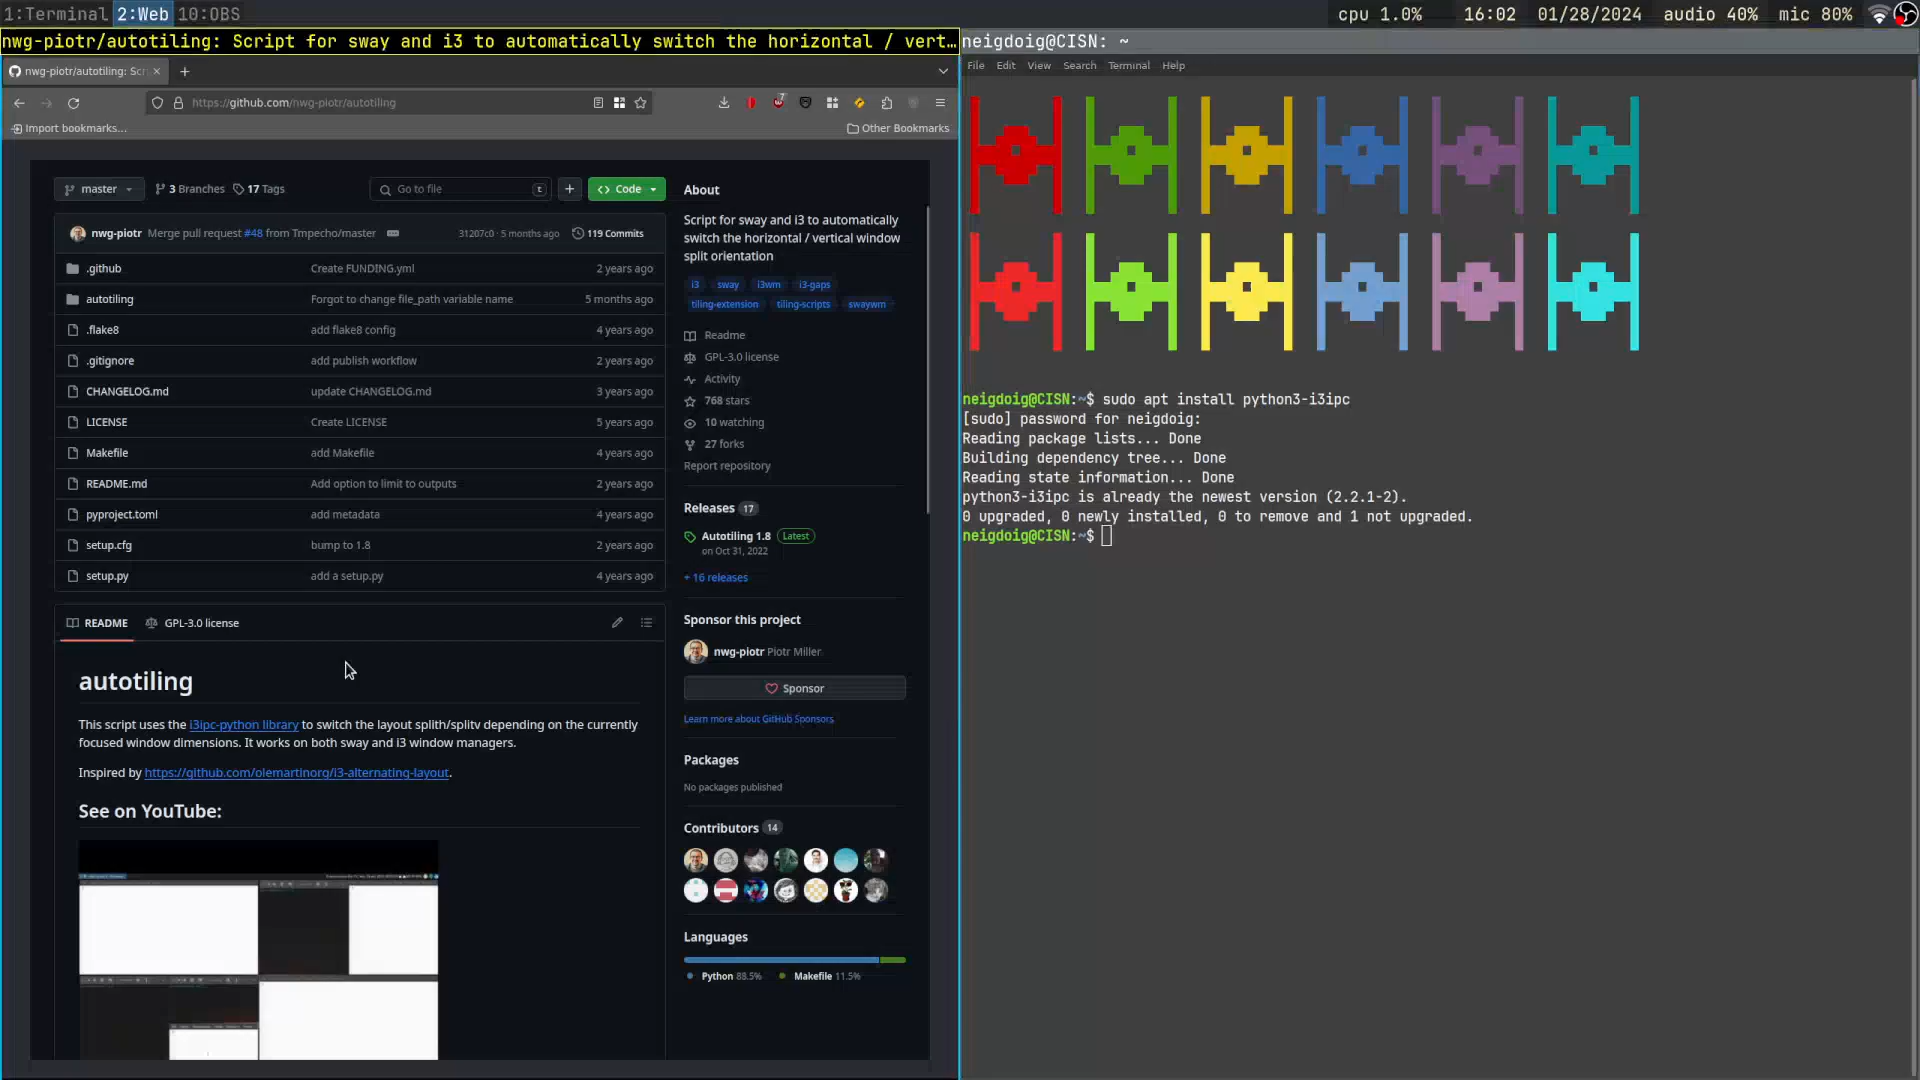 1:Terminal 2:Web 10:OBS
cpu 1.0% 16:02 01/28/2024 audio 40% mic 80%
nwg-piotr/autotiling: Script for sway and i3 to automatically switch the horizontal / vert…
nwg-piotr/autotiling: Scr
https://github.com/nwg-piotr/autotiling
7
Import bookmarks...
Other Bookmarks
master
3 Branches
17 Tags
Go to file
t
Code
nwg-piotr Merge pull request #48 from Tmpecho/master
31207c0 · 5 months ago
119 Commits
.github Create FUNDING.yml 2 years ago
autotiling Forgot to change file_path variable name 5 months ago
.flake8 add flake8 config 4 years ago
.gitignore add publish workflow 2 years ago
CHANGELOG.md update CHANGELOG.md 3 years ago
LICENSE Create LICENSE 5 years ago
Makefile add Makefile 4 years ago
README.md Add option to limit to outputs 2 years ago
pyproject.toml add metadata 4 years ago
setup.cfg bump to 1.8 2 years ago
setup.py add a setup.py 4 years ago
README
GPL-3.0 license
autotiling
This script uses the i3ipc-python library to switch the layout splith/splitv depending on the currently
focused window dimensions. It works on both sway and i3 window managers.
Inspired by https://github.com/olemartinorg/i3-alternating-layout.
See on YouTube:
About
Script for sway and i3 to automatically
switch the horizontal / vertical window
split orientation
i3 sway i3wm i3-gaps
tiling-extension tiling-scripts swaywm
Readme
GPL-3.0 license
Activity
768 stars
10 watching
27 forks
Report repository
Releases 17
Autotiling 1.8 Latest
on Oct 31, 2022
+ 16 releases
Sponsor this project
nwg-piotr Piotr Miller
Sponsor
Learn more about GitHub Sponsors
Packages
No packages published
Contributors 14
Languages
Python 88.5% Makefile 11.5%
neigdoig@CISN: ~
File Edit View Search Terminal Help
neigdoig@CISN:~$ sudo apt install python3-i3ipc
[sudo] password for neigdoig:
Reading package lists... Done
Building dependency tree... Done
Reading state information... Done
python3-i3ipc is already the newest version (2.2.1-2).
0 upgraded, 0 newly installed, 0 to remove and 1 not upgraded.
neigdoig@CISN:~$